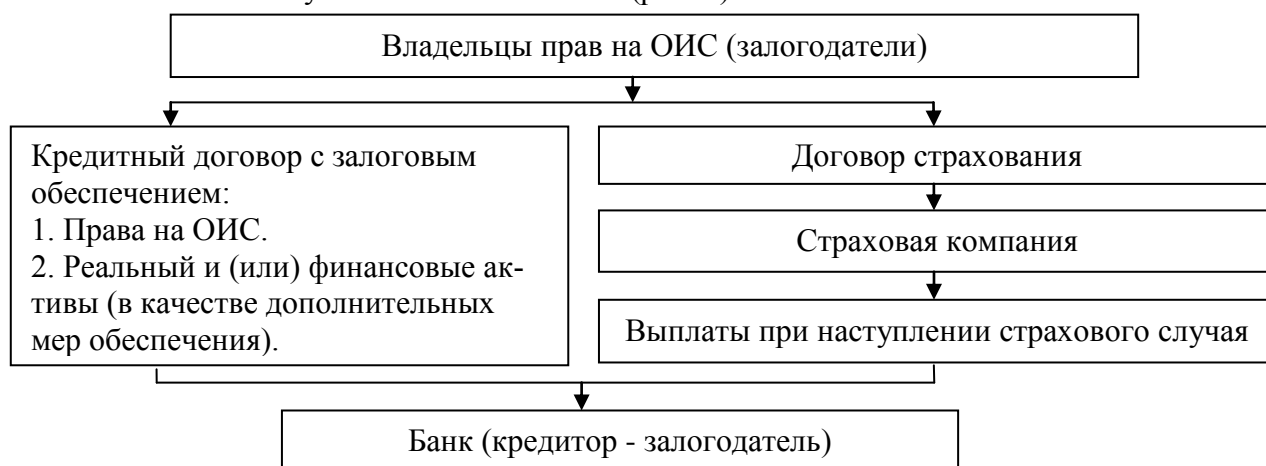 Владельцы прав на ОИС (залогодатели)
Кредитный договор с залоговым
обеспечением:
1. Права на ОИС.
2. Реальный и (или) финансовые ак-
тивы (в качестве дополнительных
мер обеспечения).
Договор страхования
Страховая компания
Выплаты при наступлении страхового случая
Банк (кредитор - залогодатель)